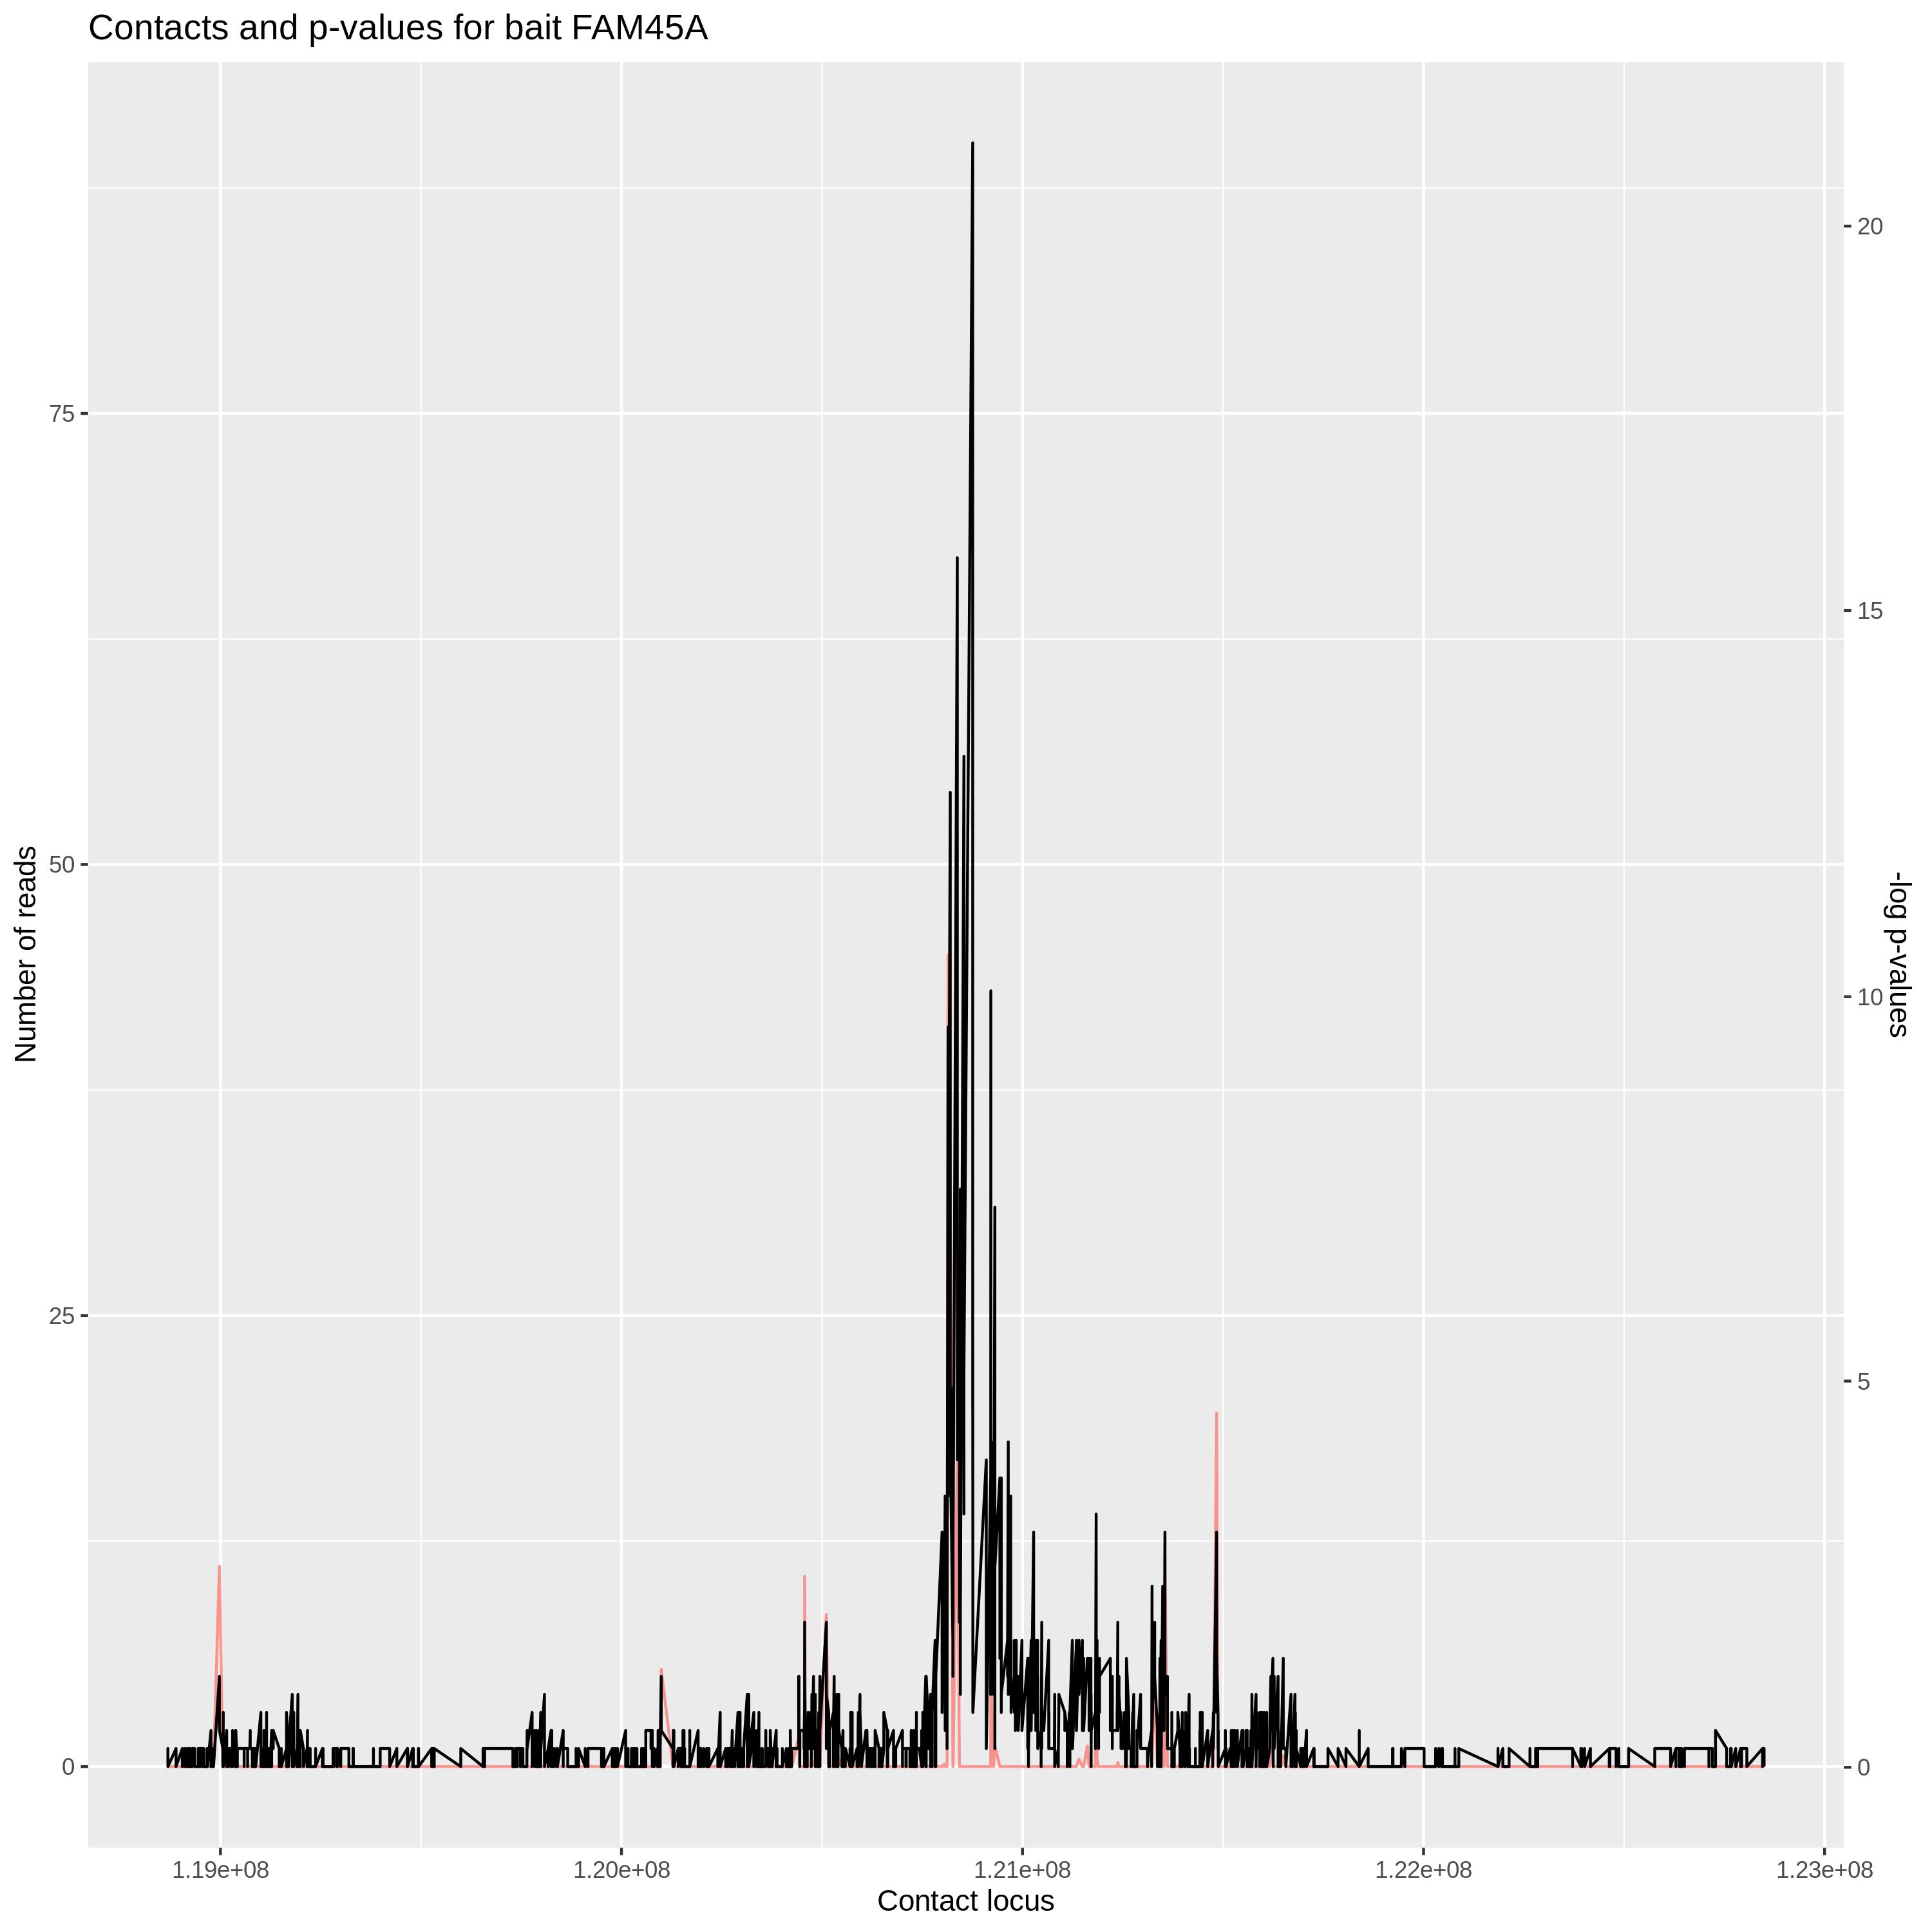 Contacts and p-values for bait FAM45A
Number of reads
75
50
25
0
20
15
10
5
0
-log p-values
1.19e+08
1.20e+08
1.21e+08
1.22e+08
1.23e+08
Contact locus